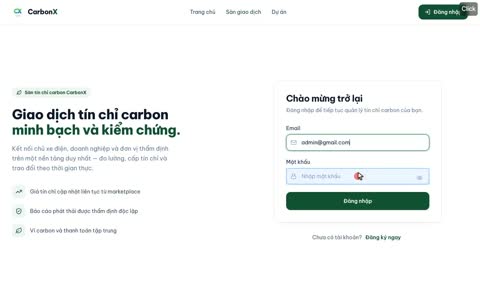 CX CarbonX
Trang chủ
Sàn giao dịch
Dự án
Đăng nhập
Click
Sàn tín chỉ carbon CarbonX
Giao dịch tín chỉ carbon
minh bạch và kiểm chứng.
Kết nối chủ xe điện, doanh nghiệp và đơn vị thẩm định
trên một nền tảng duy nhất — đo lường, cấp tín chỉ và
trao đổi theo thời gian thực.
Giá tín chỉ cập nhật liên tục từ marketplace
Báo cáo phát thải được thẩm định độc lập
Ví carbon và thanh toán tập trung
Chào mừng trở lại
Đăng nhập để tiếp tục quản lý tín chỉ carbon của bạn.
Email
admin@gmail.com
Mật khẩu
Nhập mật khẩu
Đăng nhập
Chưa có tài khoản? Đăng ký ngay